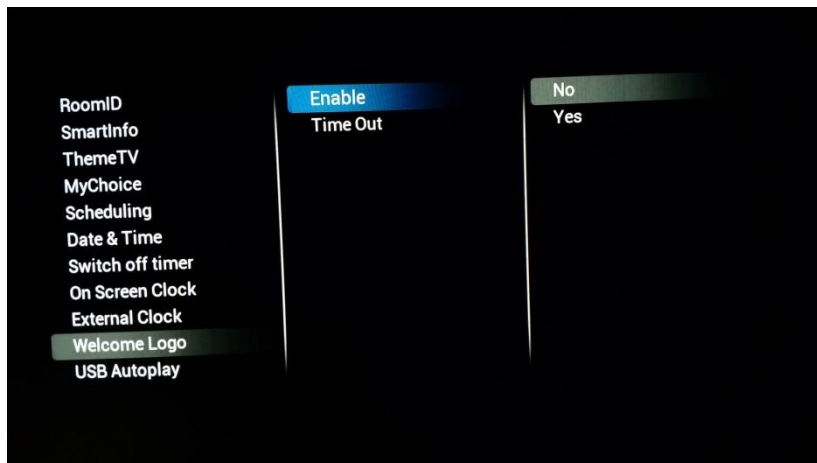 RoomID
SmartInfo
ThemeTV
MyChoice
Scheduling
Date & Time
Switch off timer
On Screen Clock
External Clock
Welcome Logo
USB Autoplay
Enable
Time Out
No
Yes